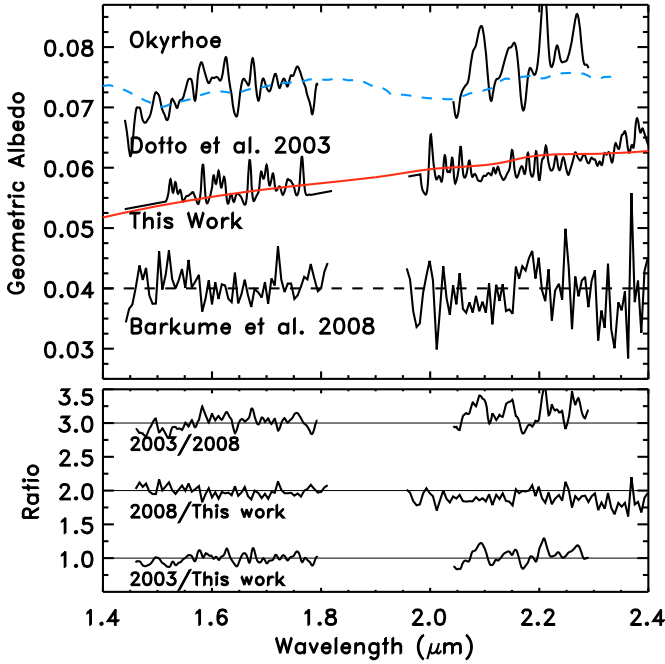 Okyrhoe
Dotto et al. 2003
This Work
Barkume et al. 2008
Geometric Albedo
0.08
0.07
0.06
0.05
0.04
0.03
2003/2008
2008/This work
2003/This work
Ratio
3.5
3.0
2.5
2.0
1.5
1.0
1.4 1.6 1.8 2.0 2.2 2.4
Wavelength (μm)